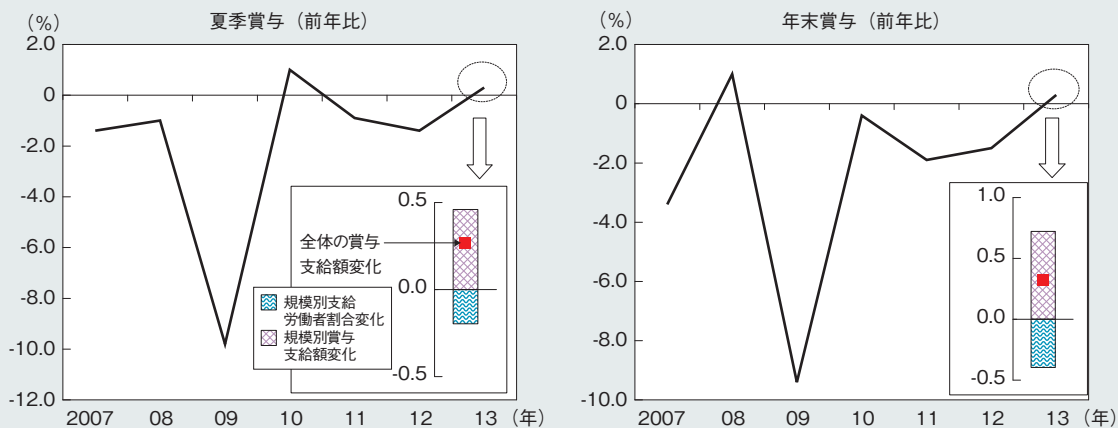 夏季賞与（前年比）
（%）
2.0
0
-2.0
-4.0
-6.0
-8.0
-10.0
-12.0
2007 08 09 10 11 12 13（年）
0.5
0.0
-0.5
全体の賞与
支給額変化
規模別支給
労働者割合変化
規模別賞与
支給額変化
年末賞与（前年比）
（%）
2.0
0
-2.0
-4.0
-6.0
-8.0
-10.0
2007 08 09 10 11 12 13（年）
1.0
0.5
0.0
-0.5